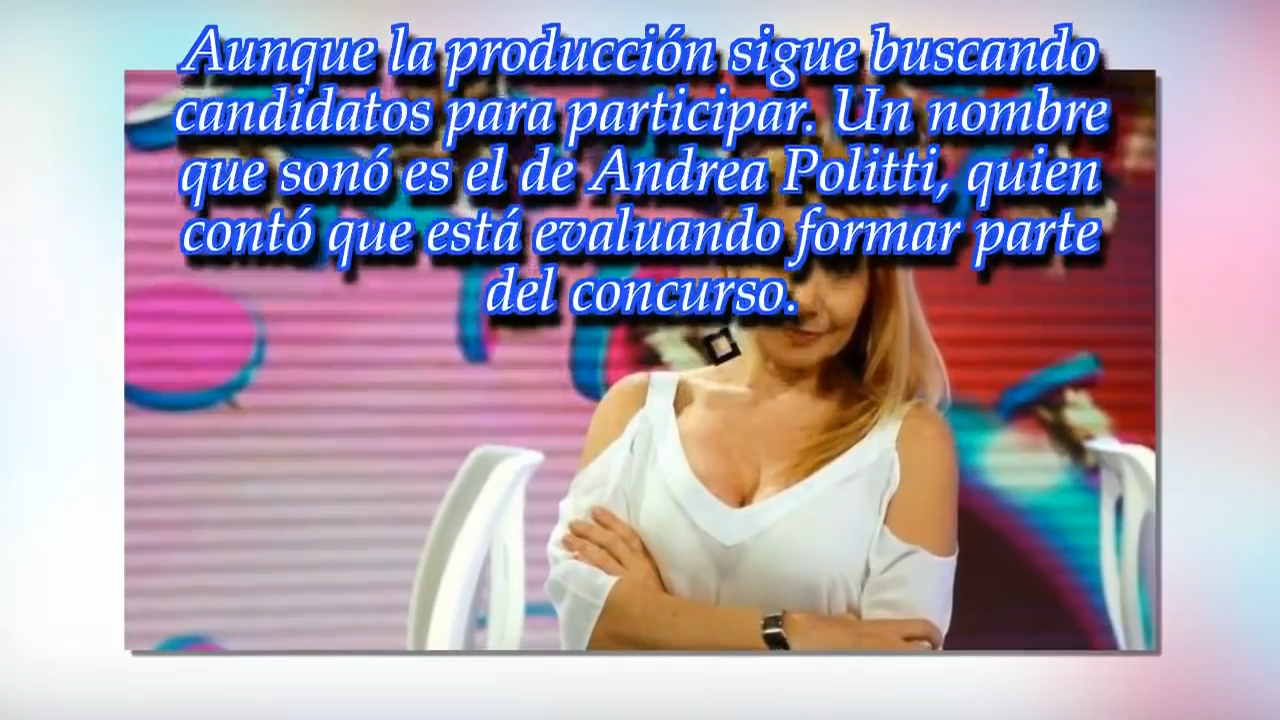 Aunque la producción sigue buscando
candidatos para participar. Un nombre
que sonó es el de Andrea Politti, quien
contó que está evaluando formar parte
del concurso.